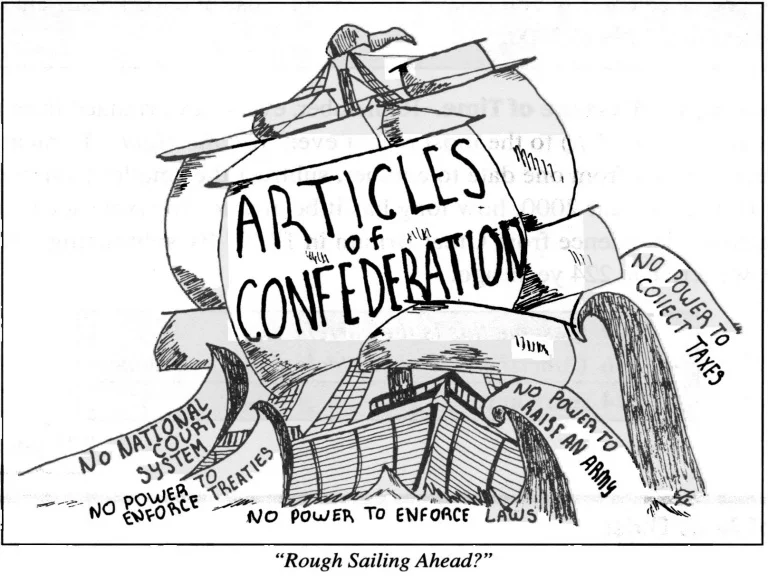 ARTICLES
OF
CONFEDERATION
NO POWER TO
COLLECT TAXES
NO POWER TO
RAISE AN ARMY
NO NATIONAL
COURT
SYSTEM
NO POWER TO
ENFORCE TREATIES
NO POWER TO ENFORCE LAWS
"Rough Sailing Ahead?"